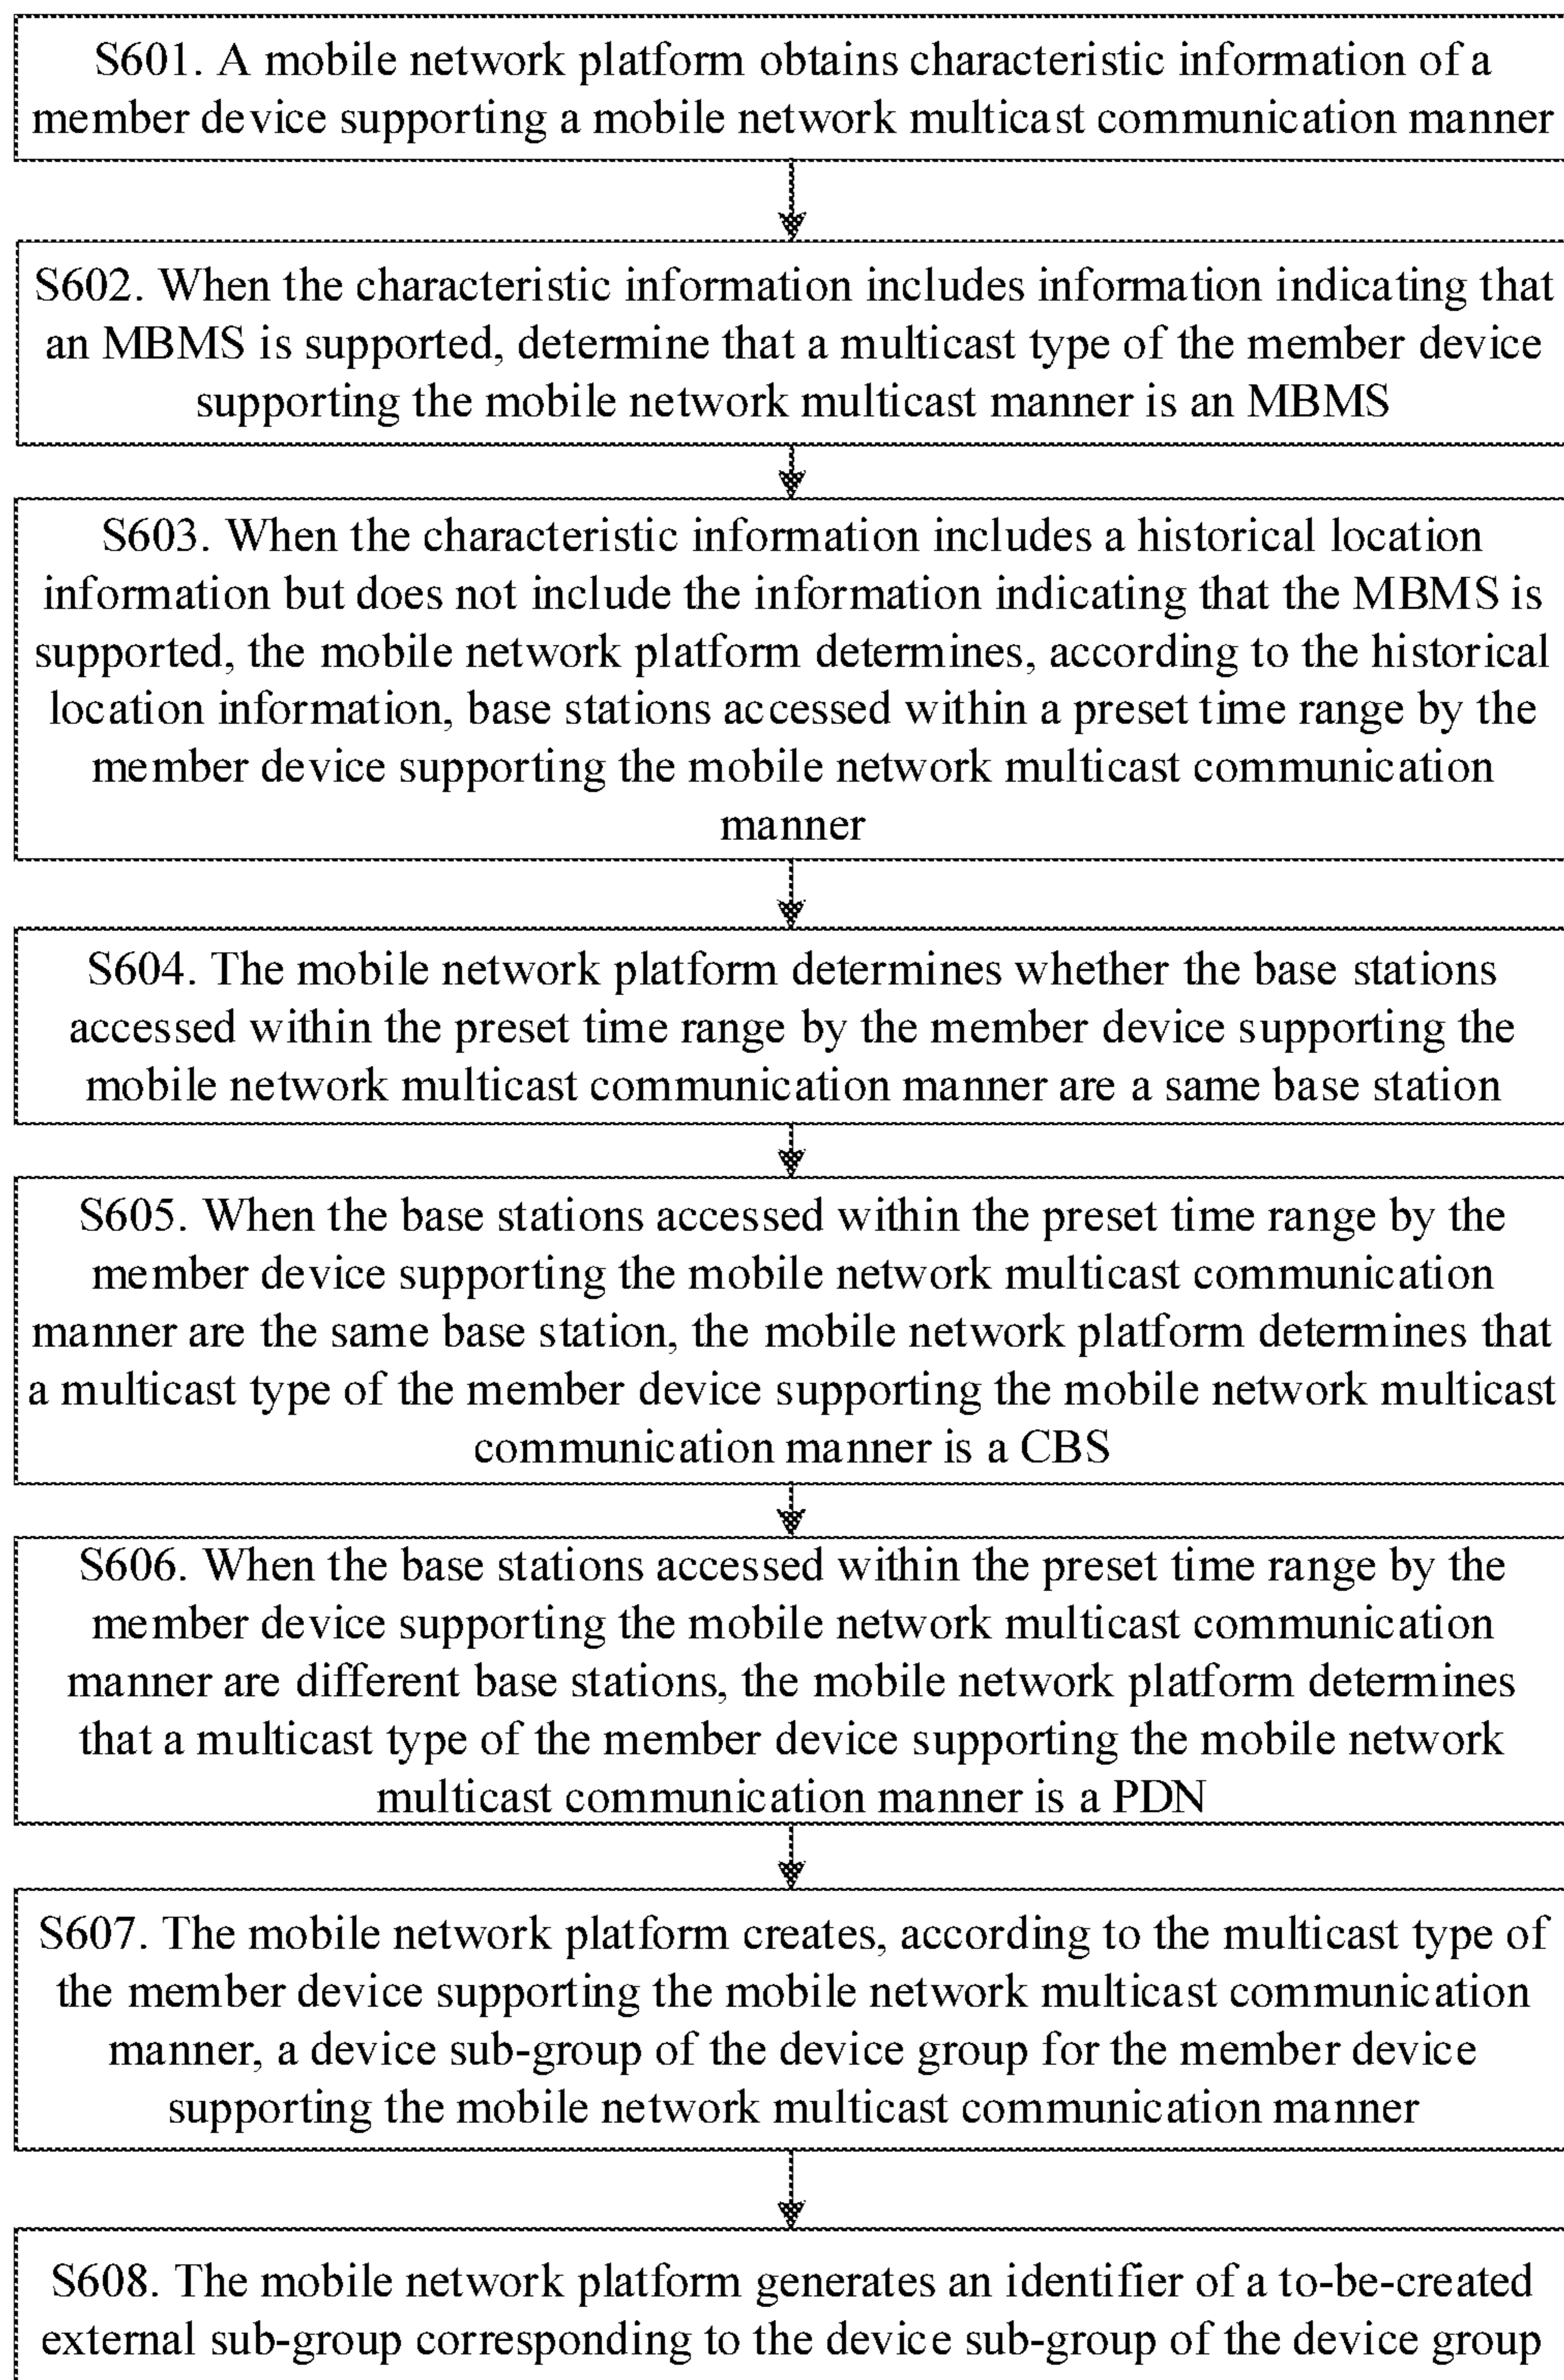 S601. A mobile network platform obtains characteristic information of a
member device supporting a mobile network multicast communication manner
S602. When the characteristic information includes information indicating that
an MBMS is supported, determine that a multicast type of the member device
supporting the mobile network multicast manner is an MBMS
S603. When the characteristic information includes a historical location
information but does not include the information indicating that the MBMS is
supported, the mobile network platform determines, according to the historical
location information, base stations accessed within a preset time range by the
member device supporting the mobile network multicast communication
manner
S604. The mobile network platform determines whether the base stations
accessed within the preset time range by the member device supporting the
mobile network multicast communication manner are a same base station
S605. When the base stations accessed within the preset time range by the
member device supporting the mobile network multicast communication
manner are the same base station, the mobile network platform determines that
a multicast type of the member device supporting the mobile network multicast
communication manner is a CBS
S606. When the base stations accessed within the preset time range by the
member device supporting the mobile network multicast communication
manner are different base stations, the mobile network platform determines
that a multicast type of the member device supporting the mobile network
multicast communication manner is a PDN
S607. The mobile network platform creates, according to the multicast type of
the member device supporting the mobile network multicast communication
manner, a device sub-group of the device group for the member device
supporting the mobile network multicast communication manner
S608. The mobile network platform generates an identifier of a to-be-created
external sub-group corresponding to the device sub-group of the device group